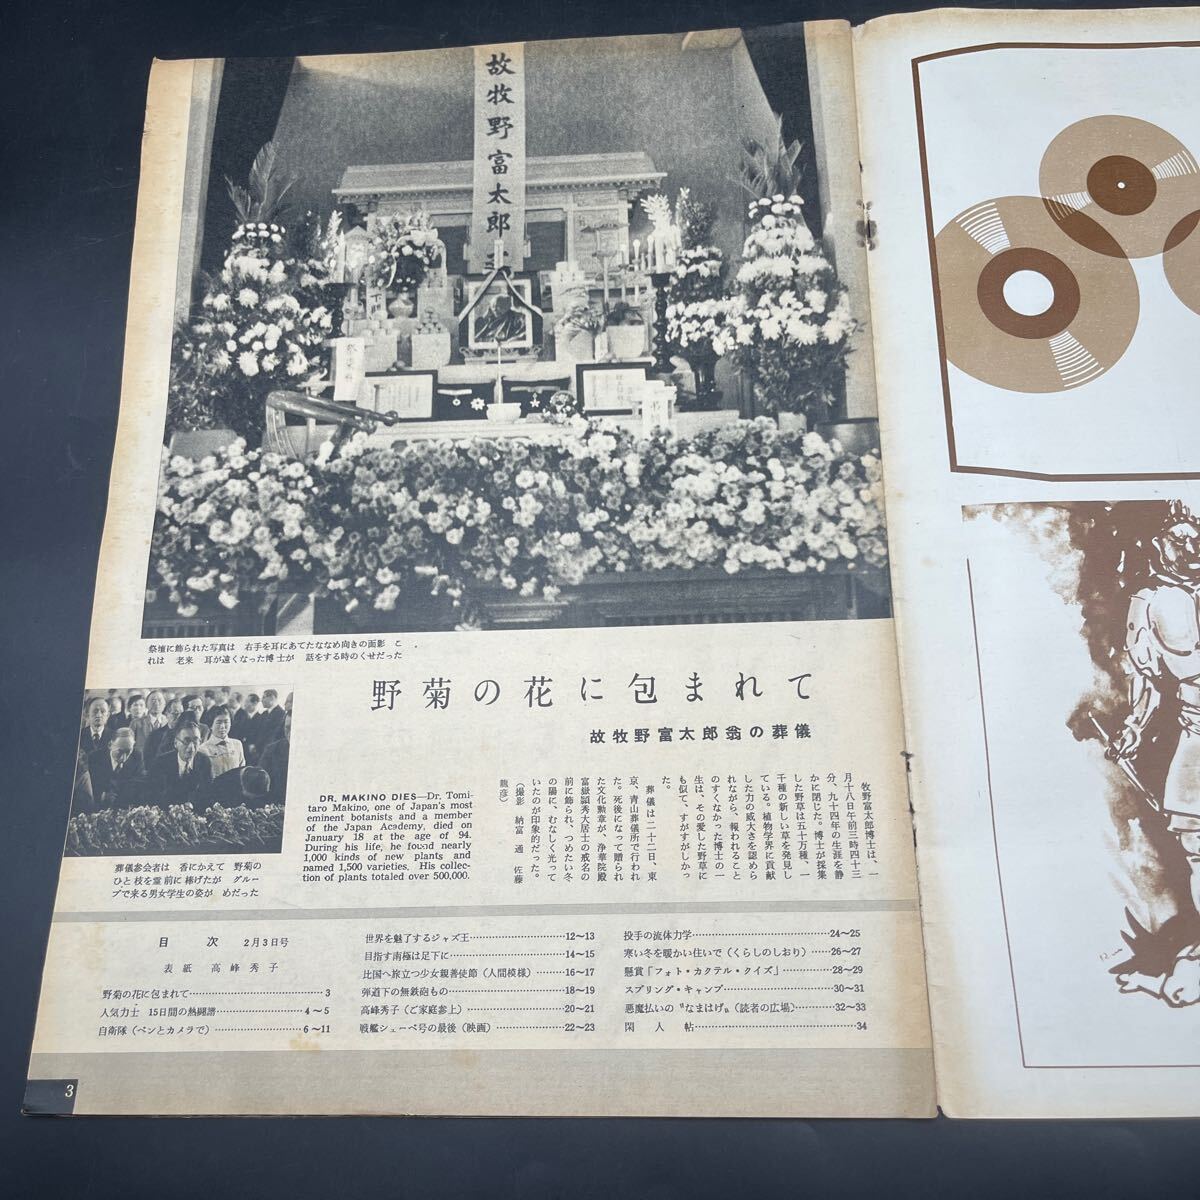 故牧野富太郎
祭壇に飾られた写真は 右手を耳にあてたななめ向きの面影 こ
れは 老来 耳が遠くなった博士が 話をする時のくせだった
野菊の花に包まれて
故牧野富太郎翁の葬儀
牧野富太郎博士は、一
月十八日午前三時四十三
分、九十四年の生涯を静
かに閉じた。博士が採集
した野草は五十万種、一
千種の新しい草を発見し
ている。植物学界に貢献
した力の威大さを認めら
れながら、報われること
のすくなかった博士の一
生は、その愛した野草に
も似て、すがすがしかっ
た。
葬儀は二十二日、東
京、青山葬儀所で行われ
た。死後になって贈られ
た文化勲章が、浄華院殿
富嶽頴秀大居士の戒名の
前に飾られ、つめたい冬
の陽に、むなしく光って
いたのが印象的だった。
（撮影 納富 通 佐藤
龍彦）
DR. MAKINO DIES—Dr. Tomi-
taro Makino, one of Japan's most
eminent botanists and a member
of the Japan Academy, died on
January 18 at the age of 94.
During his life, he found nearly
1,000 kinds of new plants and
named 1,500 varieties. His collec-
tion of plants totaled over 500,000.
葬儀参会者は 香にかえて 野菊の
ひと枝を霊前に捧げたが グルー
プで来る男女学生の姿が めだった
目次 2月3日号
表紙 高峰秀子
野菊の花に包まれて……3
人気力士 15日間の熱闘譜……4～5
自衛隊（ペンとカメラで）……6～11
世界を魅了するジャズ王……12～13
目指す南極は足下に……14～15
比国へ旅立つ少女親善使節（人間模様）……16～17
弾道下の無鉄砲もの……18～19
高峰秀子（ご家庭参上）……20～21
戦艦シュペー号の最後（映画）……22～23
投手の流体力学……24～25
寒い冬を暖かい住いで（くらしのしおり）……26～27
懸賞「フォト・カクテル・クイズ」……28～29
スプリング・キャンプ……30～31
悪魔払いの〝なまはげ〟（読者の広場）……32～33
閑人帖……34
3